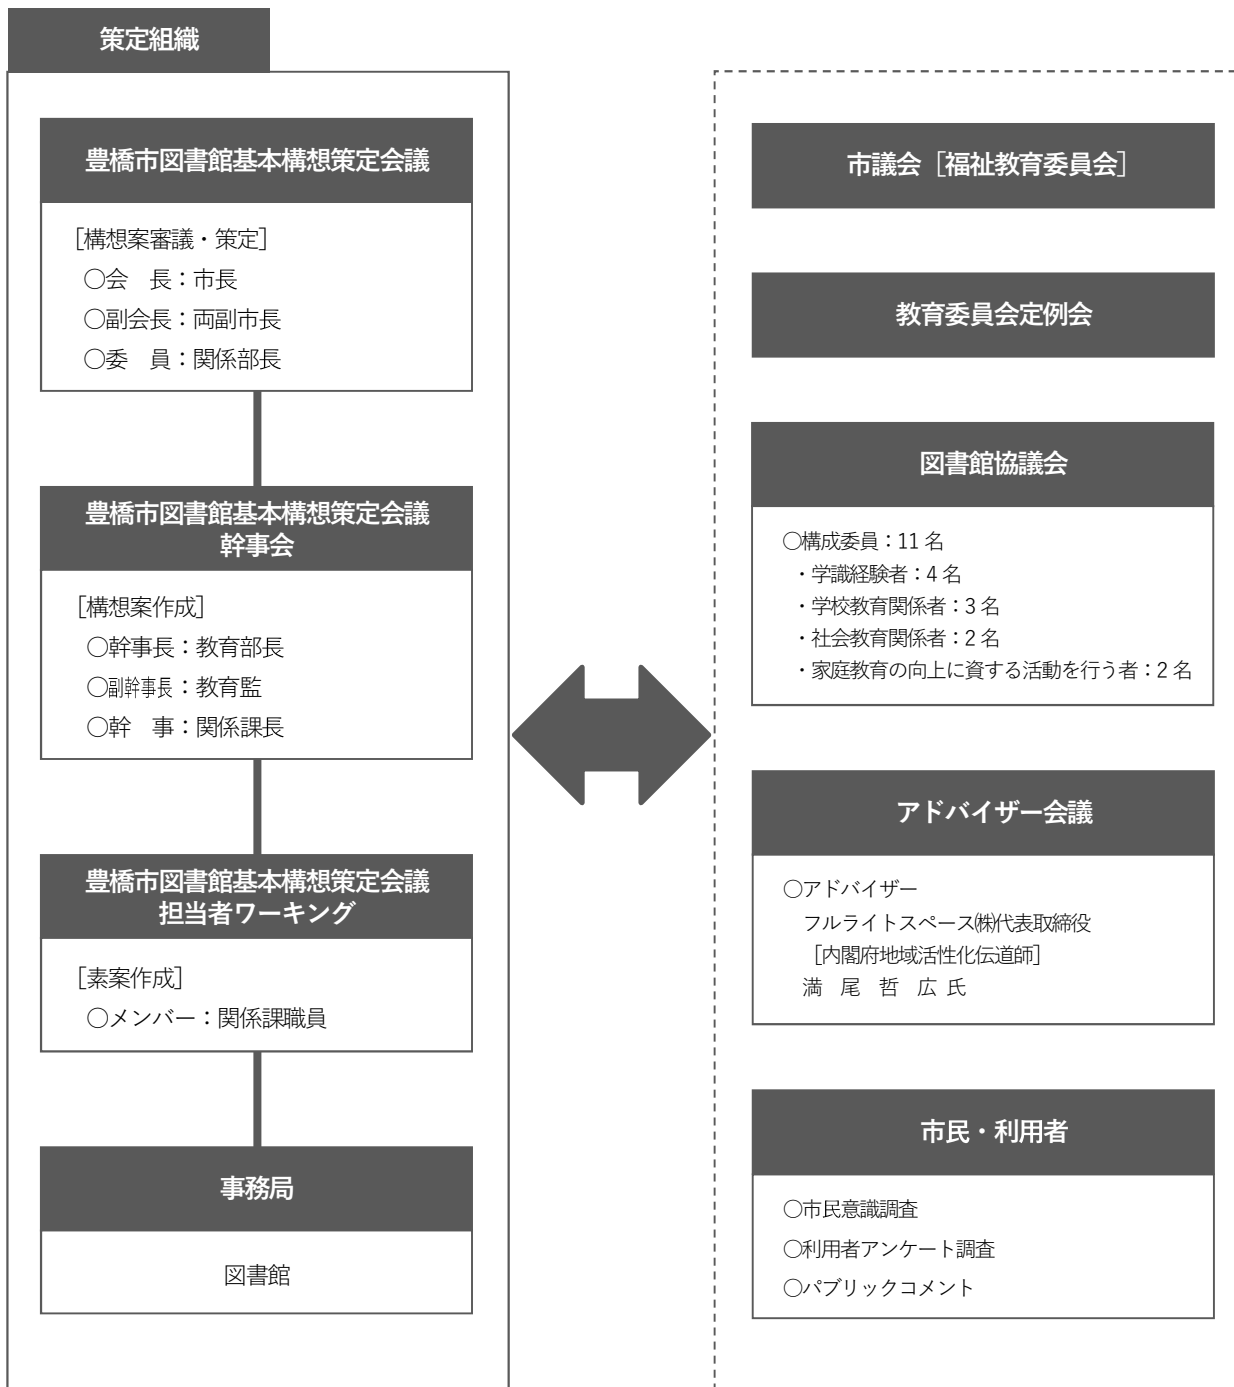 策定組織
豊橋市図書館基本構想策定会議
［構想案審議・策定］
○会　長：市長
○副会長：両副市長
○委　員：関係部長
豊橋市図書館基本構想策定会議
幹事会
［構想案作成］
○幹事長：教育部長
○副幹事長：教育監
○幹　事：関係課長
豊橋市図書館基本構想策定会議
担当者ワーキング
［素案作成］
○メンバー：関係課職員
事務局
図書館
市議会［福祉教育委員会］
教育委員会定例会
図書館協議会
○構成委員：11 名
・学識経験者：4 名
・学校教育関係者：3 名
・社会教育関係者：2 名
・家庭教育の向上に資する活動を行う者：2 名
アドバイザー会議
○アドバイザー
フルライトスペース㈱代表取締役
［内閣府地域活性化伝道師］
満　尾　哲　広 氏
市民・利用者
○市民意識調査
○利用者アンケート調査
○パブリックコメント